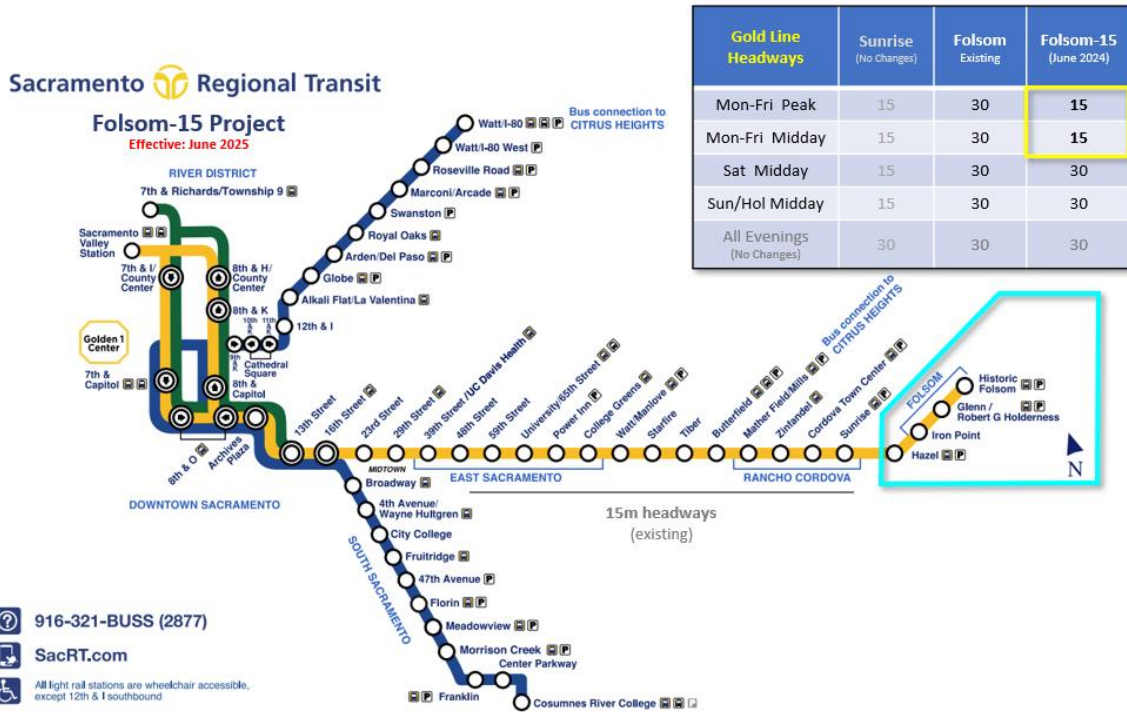 Sacramento Regional Transit
Folsom-15 Project
Effective: June 2025
Gold Line
Headways
Sunrise
(No Changes)
Folsom
Existing
Folsom-15
(June 2024)
Mon-Fri Peak 15 30 15
Mon-Fri Midday 15 30 15
Sat Midday 15 30 30
Sun/Hol Midday 15 30 30
All Evenings
(No Changes)
30 30 30
Bus connection to
CITRUS HEIGHTS
Watt/I-80 P
Watt/I-80 West P
Roseville Road P
Marconi/Arcade P
Swanston P
Royal Oaks
Arden/Del Paso P
Globe P
Alkali Flat/La Valentina
12th & I
RIVER DISTRICT
7th & Richards/Township 9
Sacramento
Valley
Station
7th & I/
County
Center
8th & H/
County
Center
8th & K
10th & K
11th & K
9th & K
Cathedral
Square
Golden 1
Center
7th &
Capitol
8th &
Capitol
8th & O
Archives
Plaza
DOWNTOWN SACRAMENTO
13th Street
16th Street
23rd Street
29th Street
39th Street /UC Davis Health
48th Street
59th Street
University/65th Street
Power Inn P
College Greens
Watt/Manlove P
Starfire
Tiber
Butterfield P
Mather Field/Mills P
Zinfandel
Cordova Town Center P
Sunrise P
Bus connection to
CITRUS HEIGHTS
MIDTOWN
EAST SACRAMENTO
RANCHO CORDOVA
15m headways
(existing)
FOLSOM
Historic
Folsom P
Glenn /
Robert G Holderness P
Iron Point
Hazel P
N
Broadway
4th Avenue/
Wayne Hultgren
City College
Fruitridge
47th Avenue P
Florin P
Meadowview P
Morrison Creek P
Center Parkway
P Franklin
Cosumnes River College
SOUTH SACRAMENTO
? 916-321-BUSS (2877)
SacRT.com
All light rail stations are wheelchair accessible,
except 12th & I southbound